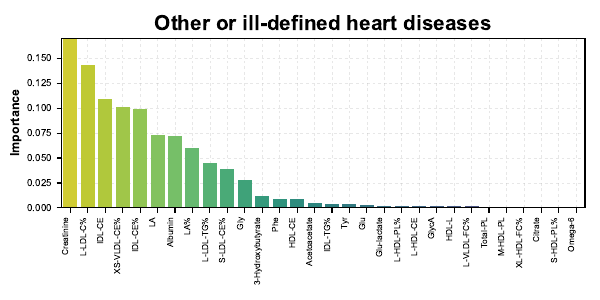 Other or ill-defined heart diseases
Importance
0.150
0.125
0.100
0.075
0.050
0.025
0.000
Creatinine
L-LDL-C%
IDL-CE
XS-VLDL-CE%
IDL-CE%
LA
Albumin
LA%
L-LDL-TG%
S-LDL-CE%
Gly
3-Hydroxybutyrate
Phe
HDL-CE
Acetoacetate
IDL-TG%
Tyr
Glu
Glu-lactate
L-HDL-PL%
L-HDL-CE
GlycA
HDL-L
L-VLDL-FC%
Total-PL
M-HDL-PL
XL-HDL-FC%
Citrate
S-HDL-PL%
Omega-6